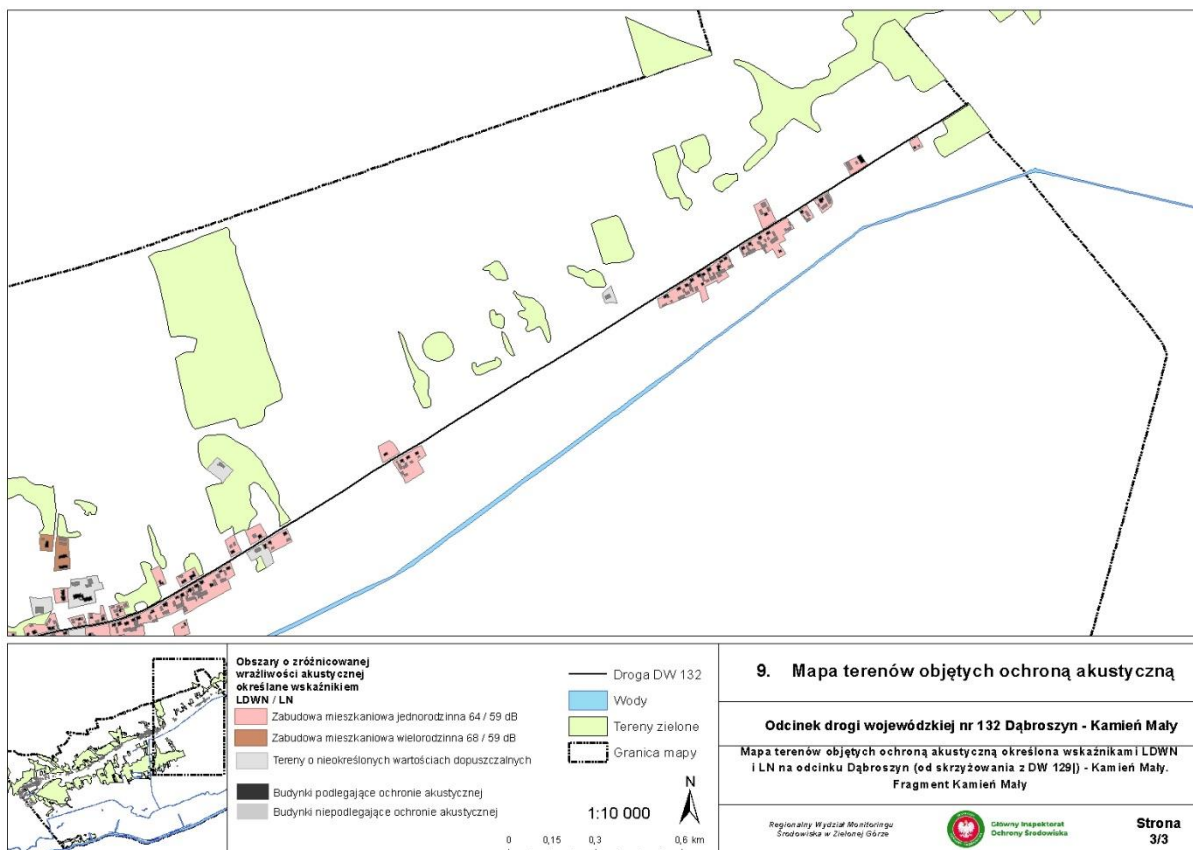 Obszary o zróżnicowanej
wrażliwości akustycznej
określane wskaźnikiem
LDWN / LN
Zabudowa mieszkaniowa jednorodzinna 64 / 59 dB
Zabudowa mieszkaniowa wielorodzinna 68 / 59 dB
Tereny o nieokreślonych wartościach dopuszczalnych
Budynki podlegające ochronie akustycznej
Budynki niepodlegające ochronie akustycznej
Droga DW 132
Wody
Tereny zielone
Granica mapy
N
1:10 000
0 0,15 0,3 0,6 km
9. Mapa terenów objętych ochroną akustyczną
Odcinek drogi wojewódzkiej nr 132 Dąbroszyn - Kamień Mały
Mapa terenów objętych ochroną akustyczną określona wskaźnikami LDWN
i LN na odcinku Dąbroszyn (od skrzyżowania z DW 129|) - Kamień Mały.
Fragment Kamień Mały
Regionalny Wydział Monitoringu
Środowiska w Zielonej Górze
Główny Inspektorat
Ochrony Środowiska
Strona
3/3